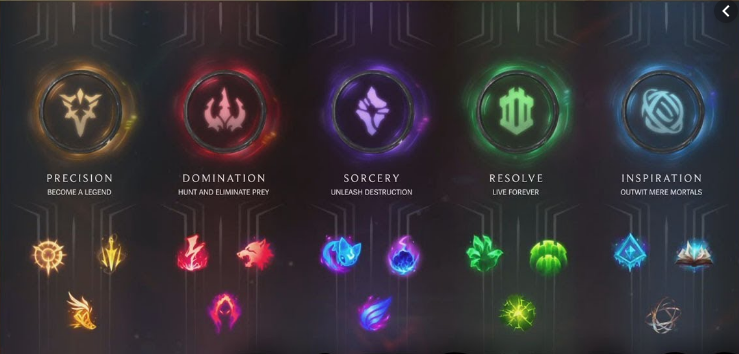 PRECISION
BECOME A LEGEND
DOMINATION
HUNT AND ELIMINATE PREY
SORCERY
UNLEASH DESTRUCTION
RESOLVE
LIVE FOREVER
INSPIRATION
OUTWIT MERE MORTALS